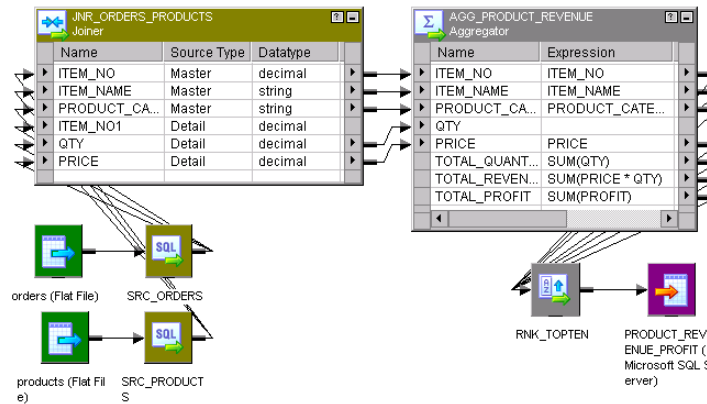 JNR_ORDERS_PRODUCTS
Joiner
Name Source Type Datatype
ITEM_NO Master decimal
ITEM_NAME Master string
PRODUCT_CA... Master string
ITEM_NO1 Detail decimal
QTY Detail decimal
PRICE Detail decimal
AGG_PRODUCT_REVENUE
Aggregator
Name Expression
ITEM_NO ITEM_NO
ITEM_NAME ITEM_NAME
PRODUCT_CA... PRODUCT_CATE...
QTY
PRICE PRICE
TOTAL_QUANT... SUM(QTY)
TOTAL_REVEN... SUM(PRICE * QTY)
TOTAL_PROFIT SUM(PROFIT)
SQL
orders (Flat File)
SRC_ORDERS
SQL
products (Flat Fil
e)
SRC_PRODUCT
S
AZ
RNK_TOPTEN
PRODUCT_REV
ENUE_PROFIT (
Microsoft SQL S
erver)